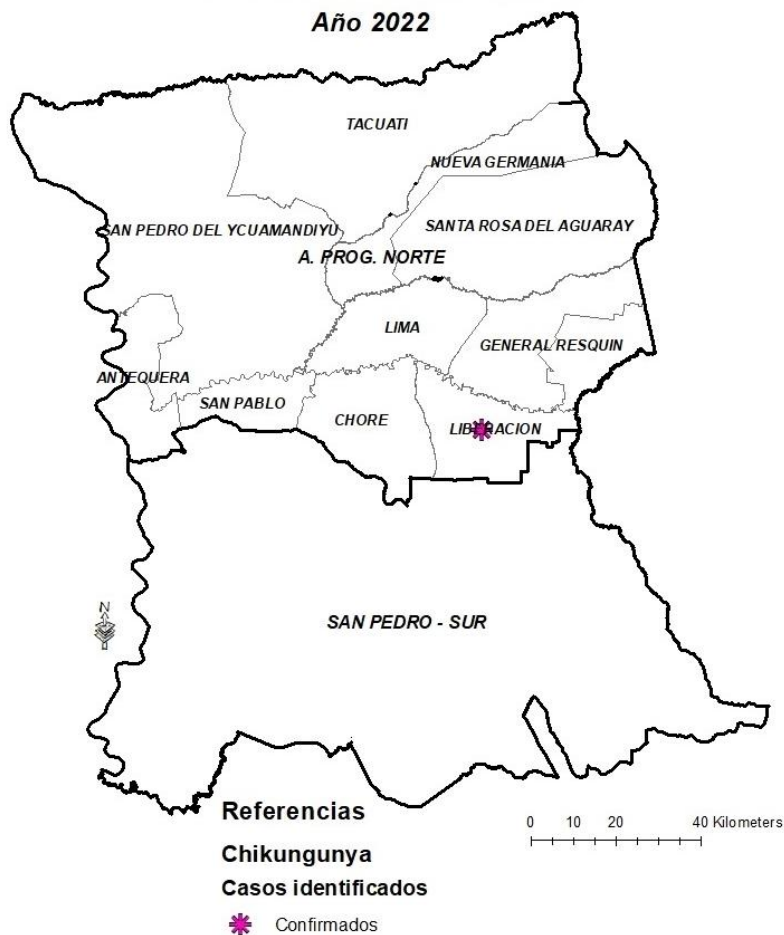 Año 2022
TACUATI
NUEVA GERMANIA
SAN PEDRO DEL YCUAMANDIYU
SANTA ROSA DEL AGUARAY
A. PROG. NORTE
LIMA
GENERAL RESQUIN
ANTEQUERA
SAN PABLO
CHORE
LIBERACION
N
SAN PEDRO - SUR
Referencias
0 10 20 40 Kilometers
Chikungunya
Casos identificados
Confirmados